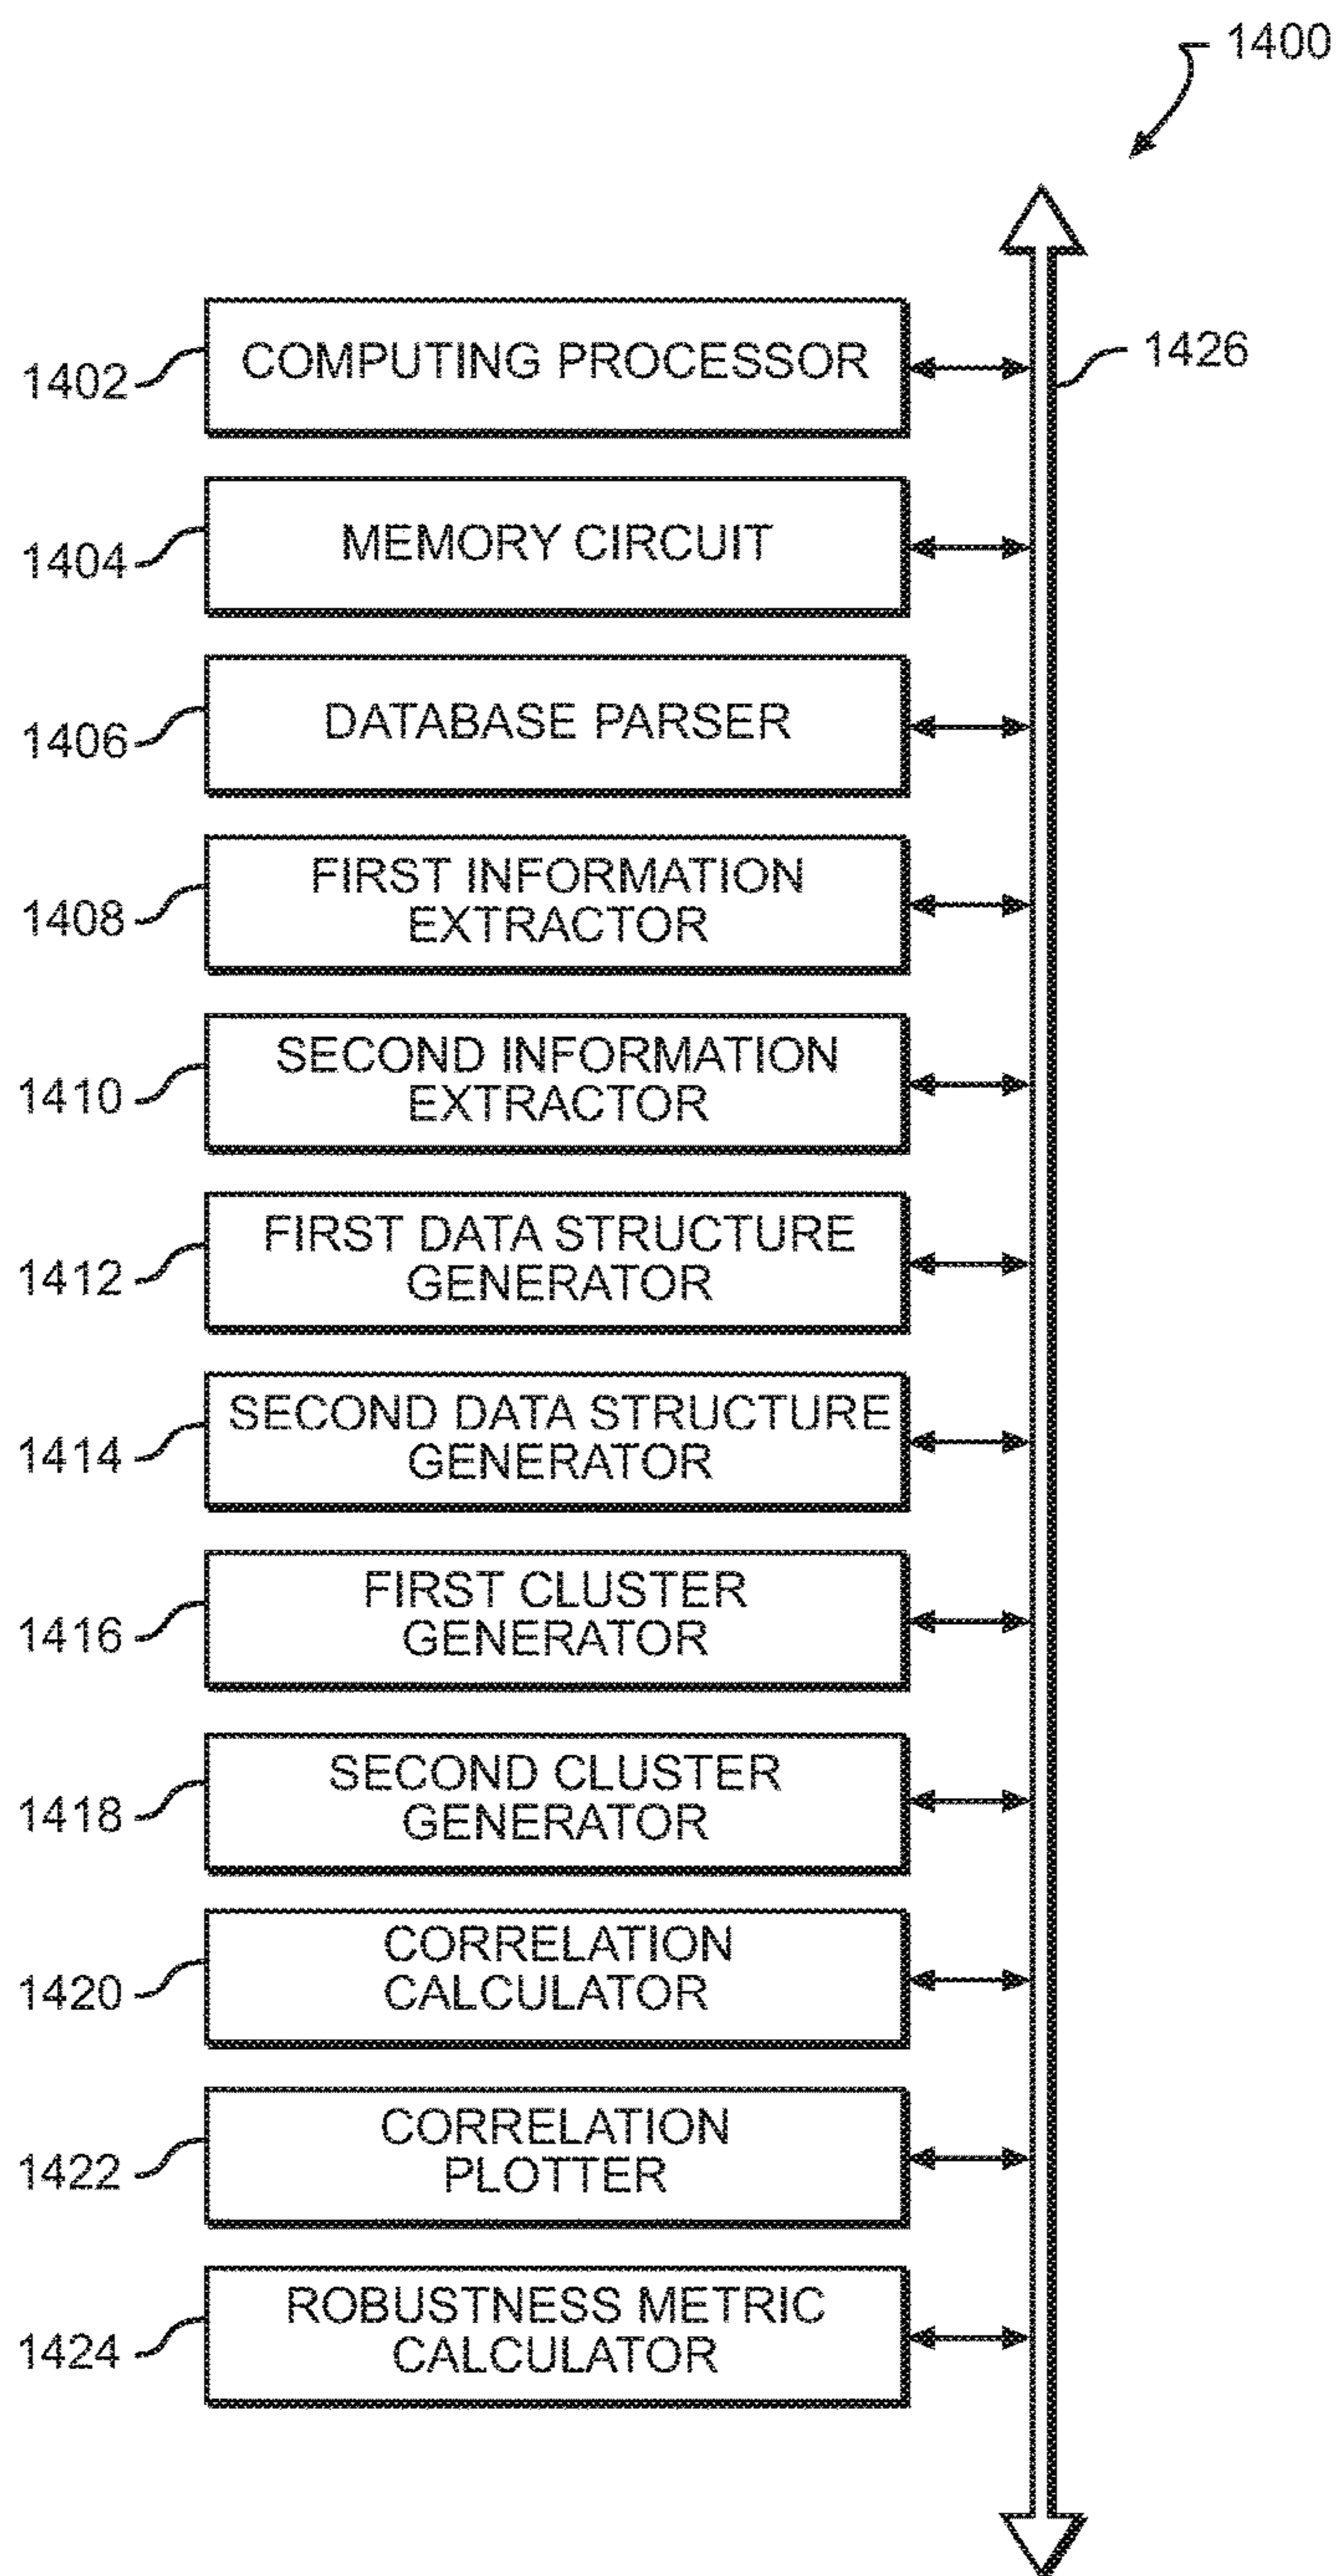 1400
COMPUTING PROCESSOR
1402
1426
MEMORY CIRCUIT
1404
DATABASE PARSER
1406
FIRST INFORMATION
EXTRACTOR
1408
SECOND INFORMATION
EXTRACTOR
1410
FIRST DATA STRUCTURE
GENERATOR
1412
SECOND DATA STRUCTURE
GENERATOR
1414
FIRST CLUSTER
GENERATOR
1416
SECOND CLUSTER
GENERATOR
1418
CORRELATION
CALCULATOR
1420
CORRELATION
PLOTTER
1422
ROBUSTNESS METRIC
CALCULATOR
1424